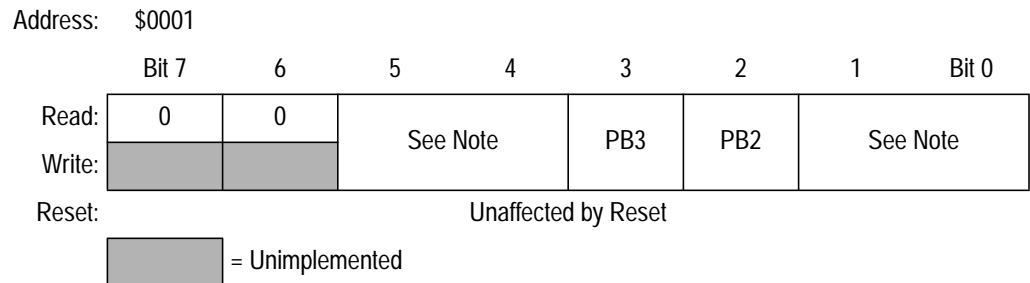 Address: $0001
Bit 7 6 5 4 3 2 1 Bit 0
Read: 0 0 See Note PB3 PB2 See Note
Write:
Reset: Unaffected by Reset
= Unimplemented